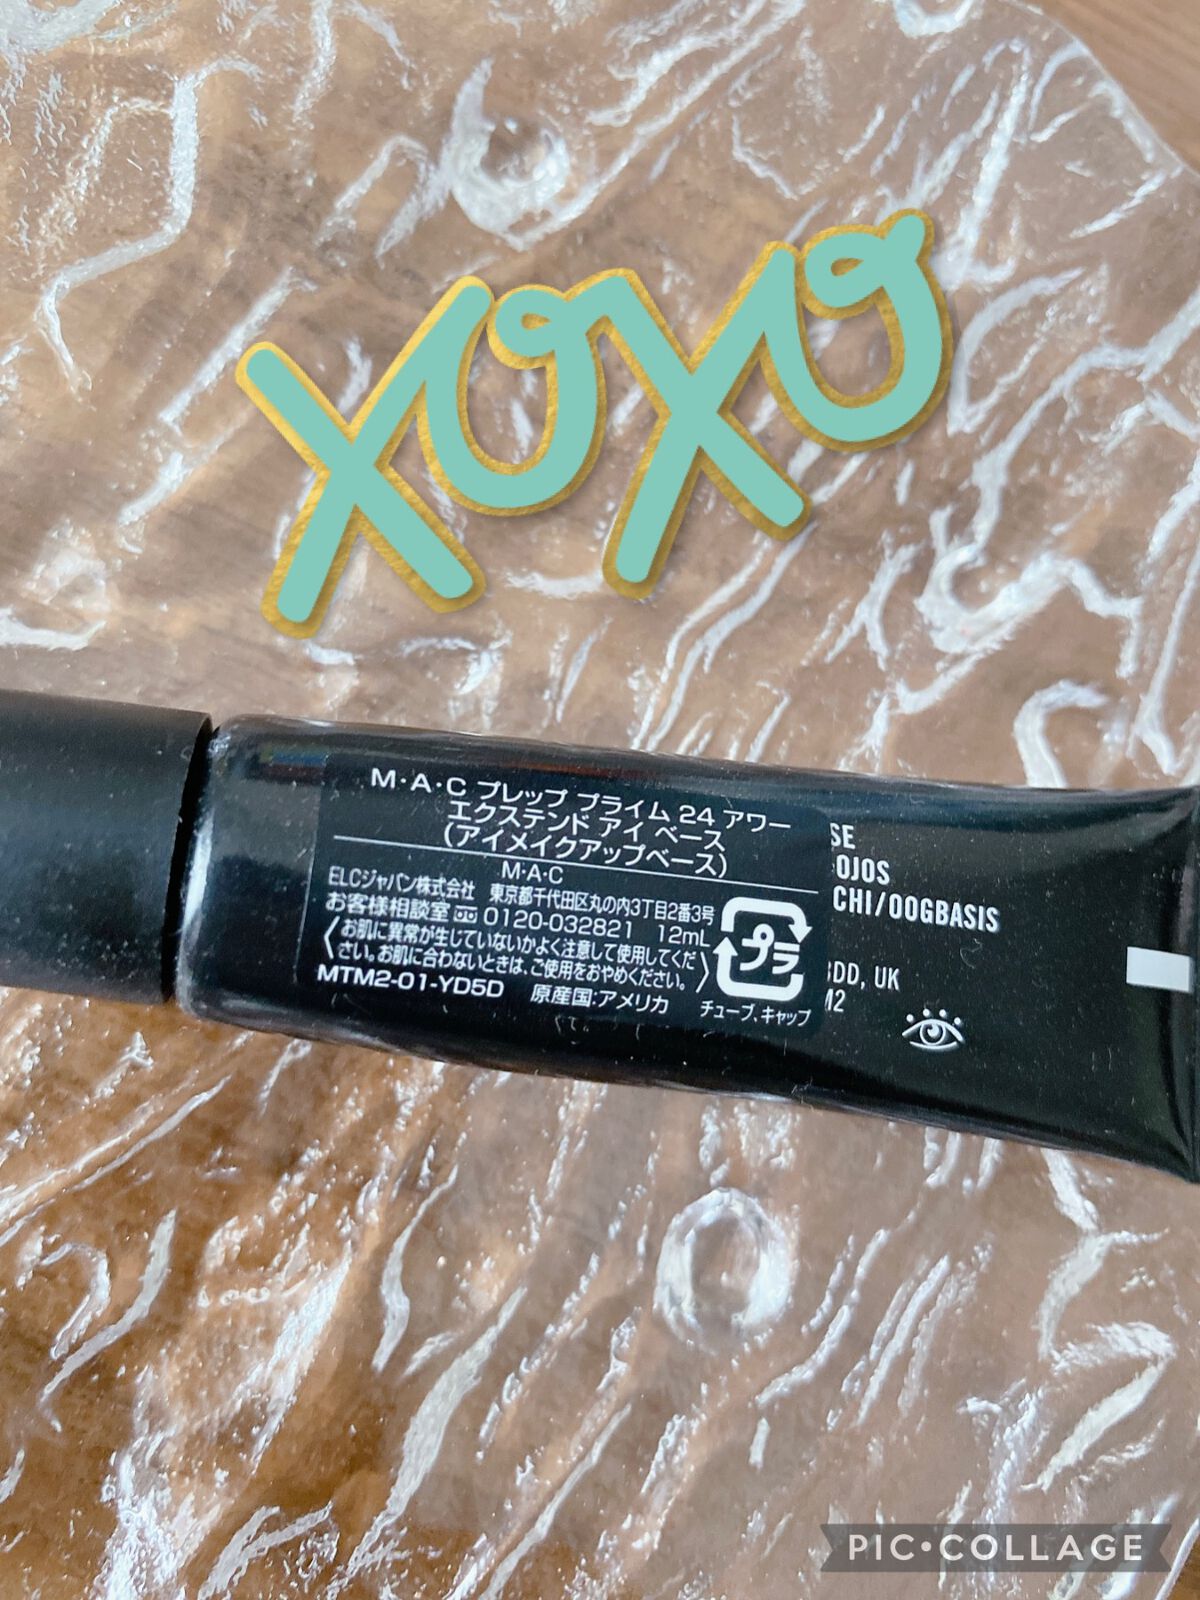 xoxo
M·A·C プレップ プライム 24 アワー
エクステンド アイ ベース
(アイメイクアップベース)
M·A·C
ELCジャパン株式会社 東京都千代田区丸の内3丁目2番3号
お客様相談室 0120-032821 12mL
〈お肌に異常が生じていないかよく注意して使用してくだ
さい。お肌に合わないときは、ご使用をおやめください。〉
MTM2-01-YD5D 原産国:アメリカ
プラ
チューブ、キャップ
SE
OJOS
CHI/OOGBASIS
3DD, UK
M2
PIC•COLLAGE